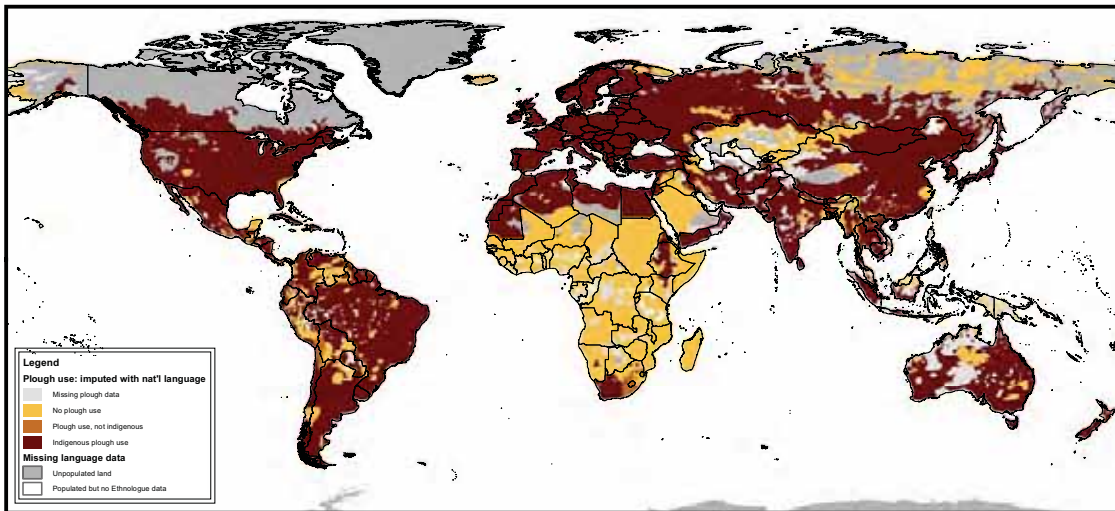 Legend
Plough use: imputed with nat'l language
Missing plough data
No plough use
Plough use, not indigenous
Indigenous plough use
Missing language data
Unpopulated land
Populated but no Ethnologue data